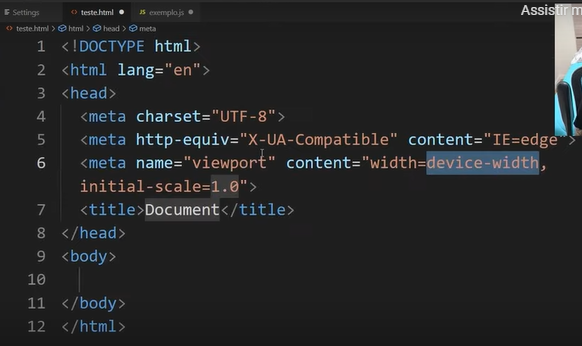 Assistir m
Settings
teste.html
JS exemplo.js
teste.html > html > head > meta
1 <!DOCTYPE html>
2 <html lang="en">
3 <head>
4 <meta charset="UTF-8">
5 <meta http-equiv="X-UA-Compatible" content="IE=edge">
6 <meta name="viewport" content="width=device-width,
initial-scale=1.0">
7 <title>Document</title>
8 </head>
9 <body>
10
11 </body>
12 </html>